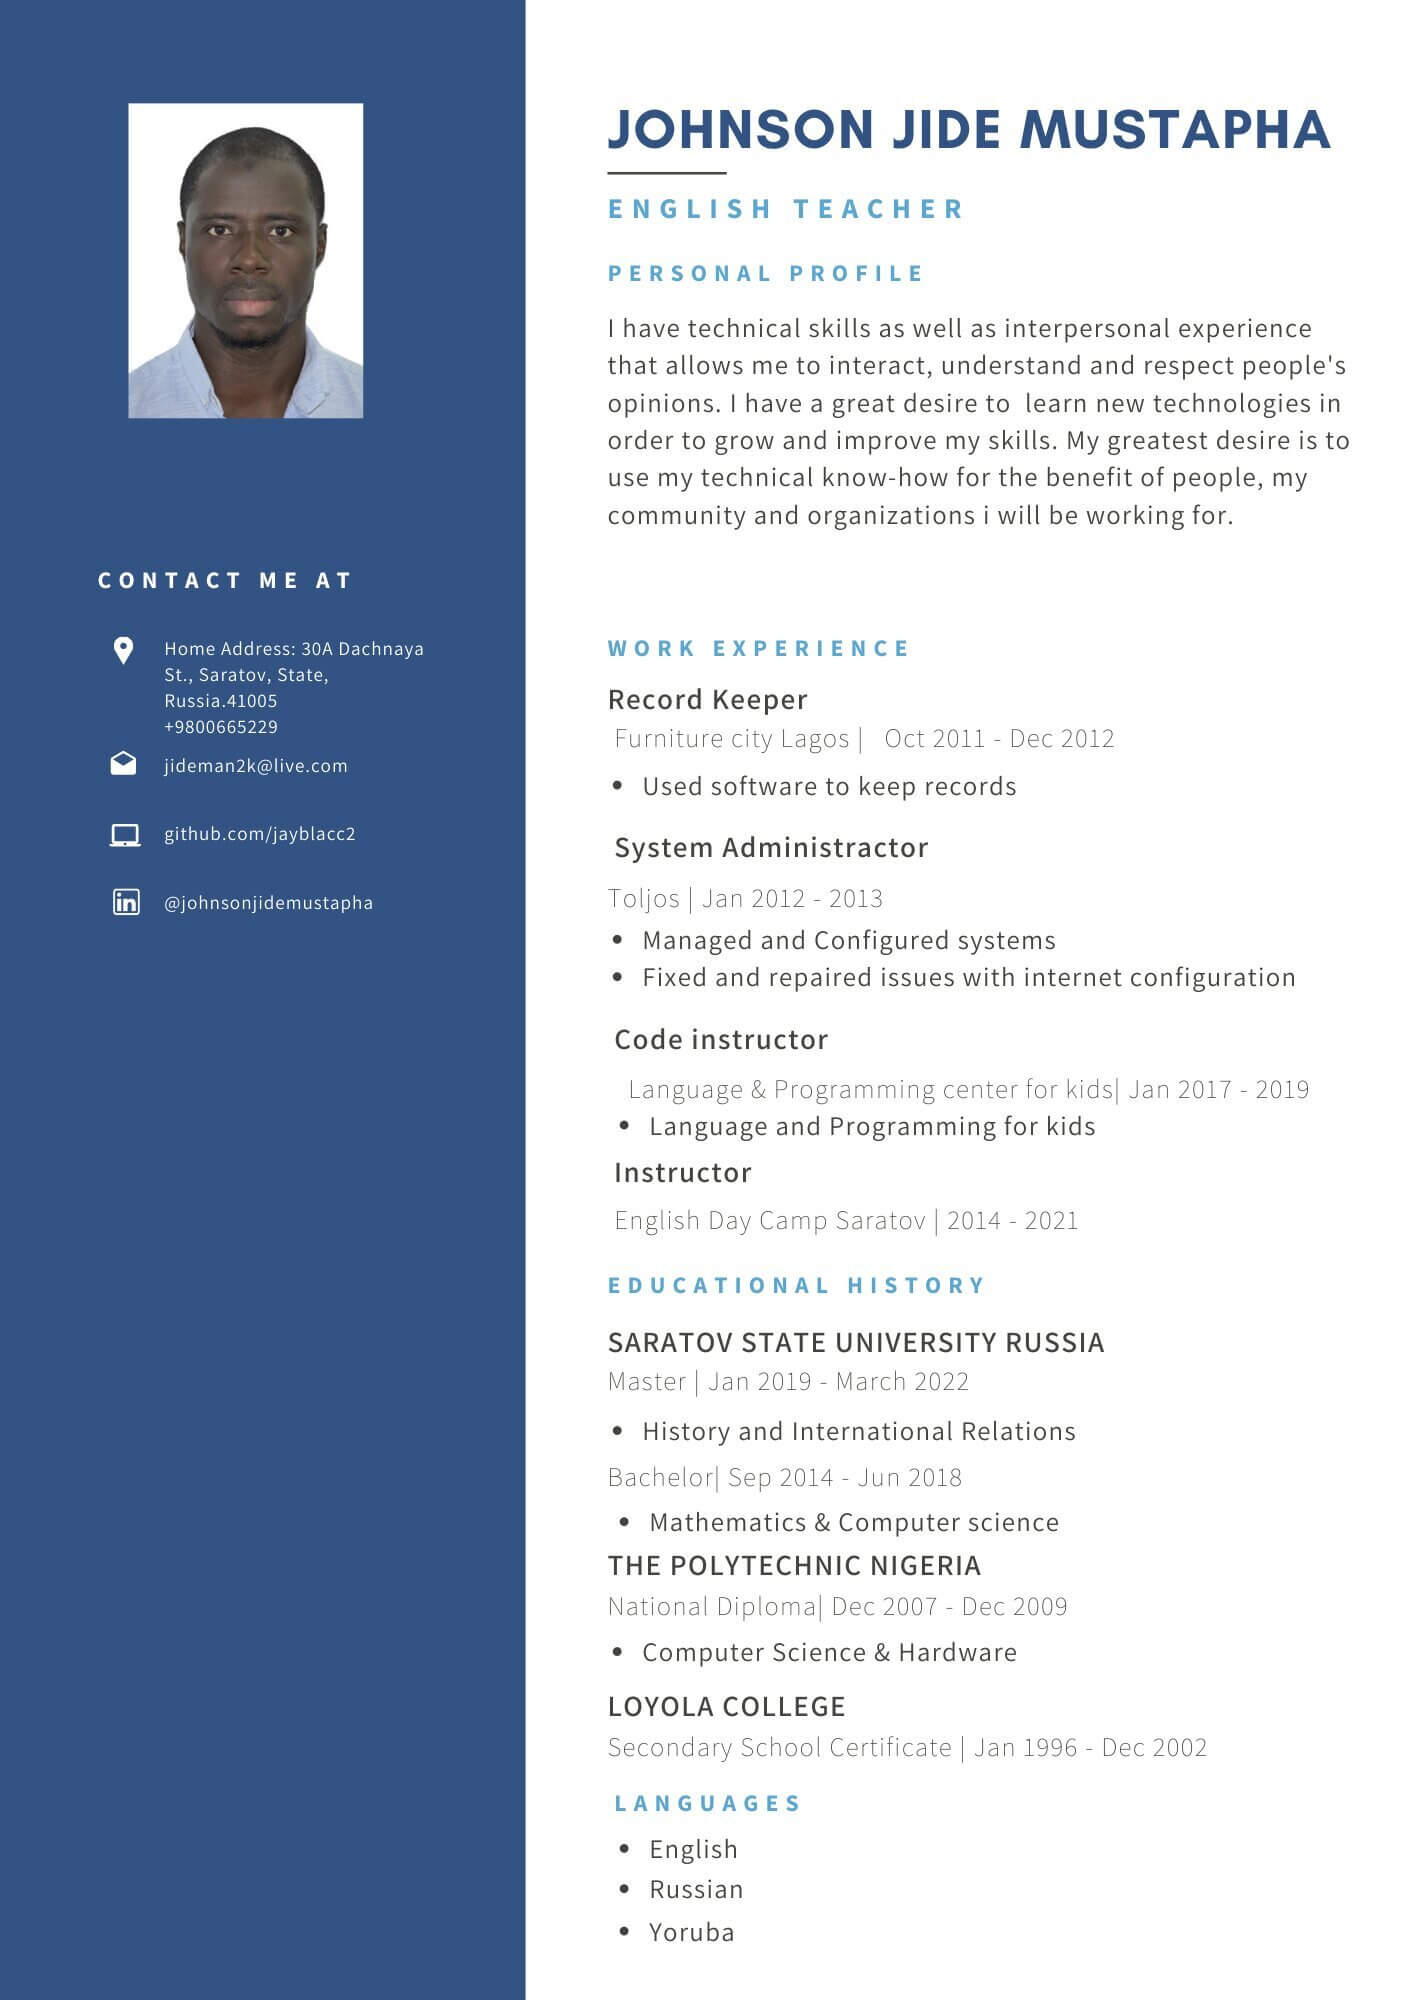 JOHNSON JIDE MUSTAPHA
ENGLISH TEACHER
PERSONAL PROFILE
I have technical skills as well as interpersonal experience
that allows me to interact, understand and respect people's
opinions. I have a great desire to  learn new technologies in
order to grow and improve my skills. My greatest desire is to
use my technical know-how for the benefit of people, my
community and organizations i will be working for.
CONTACT ME AT
Home Address: 30A Dachnaya
St., Saratov, State,
Russia.41005
+9800665229
jideman2k@live.com
github.com/jayblacc2
in @johnsonjidemustapha
WORK EXPERIENCE
Record Keeper
Furniture city Lagos |   Oct 2011 - Dec 2012
• Used software to keep records
System Administractor
Toljos | Jan 2012 - 2013
• Managed and Configured systems
• Fixed and repaired issues with internet configuration
Code instructor
Language & Programming center for kids| Jan 2017 - 2019
• Language and Programming for kids
Instructor
English Day Camp Saratov | 2014 - 2021
EDUCATIONAL HISTORY
SARATOV STATE UNIVERSITY RUSSIA
Master | Jan 2019 - March 2022
• History and International Relations
Bachelor| Sep 2014 - Jun 2018
• Mathematics & Computer science
THE POLYTECHNIC NIGERIA
National Diploma| Dec 2007 - Dec 2009
• Computer Science & Hardware
LOYOLA COLLEGE
Secondary School Certificate | Jan 1996 - Dec 2002
LANGUAGES
• English
• Russian
• Yoruba